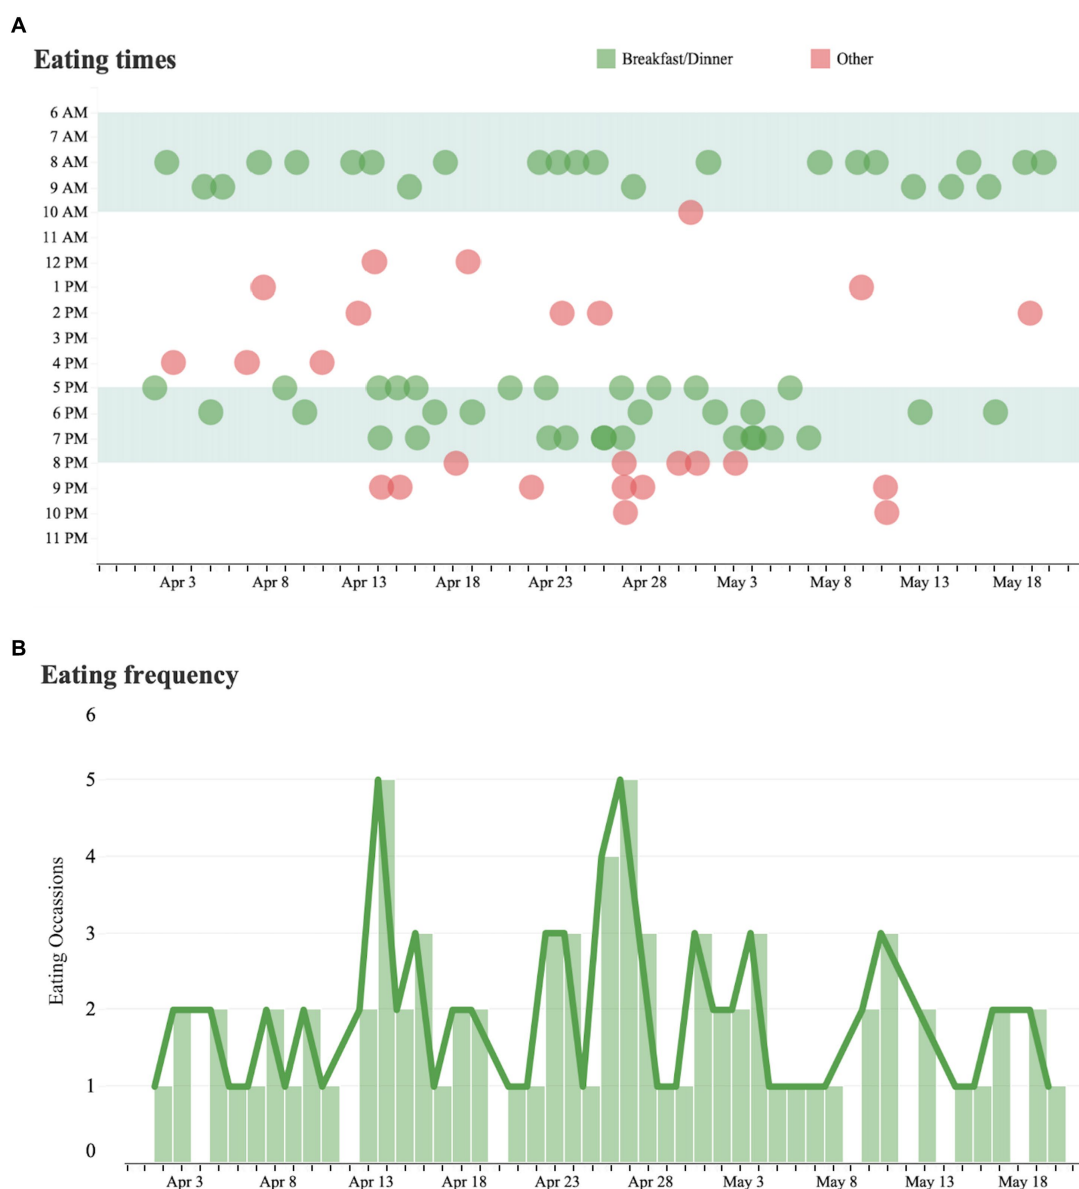 A
Eating times
Breakfast/Dinner
Other
6 AM
7 AM
8 AM
9 AM
10 AM
11 AM
12 PM
1 PM
2 PM
3 PM
4 PM
5 PM
6 PM
7 PM
8 PM
9 PM
10 PM
11 PM
Apr 3 Apr 8 Apr 13 Apr 18 Apr 23 Apr 28 May 3 May 8 May 13 May 18
B
Eating frequency
Eating Occassions
6
5
4
3
2
1
0
Apr 3 Apr 8 Apr 13 Apr 18 Apr 23 Apr 28 May 3 May 8 May 13 May 18